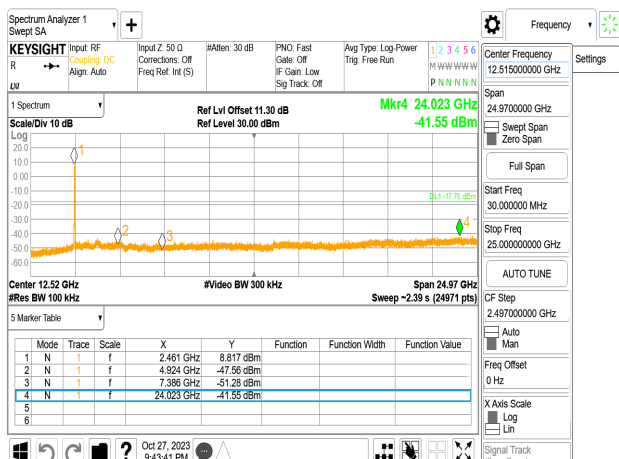 Spectrum Analyzer 1
Swept SA
KEYSIGHT
R
Input: RF
Coupling: DC
Align: Auto
Input Z: 50 Ω
Corrections: Off
Freq Ref: Int (S)
#Atten: 30 dB
PNO: Fast
Gate: Off
IF Gain: Low
Sig Track: Off
Avg Type: Log-Power
Trig: Free Run
1 2 3 4 5 6
M W W W W W
P N N N N N
1 Spectrum
Scale/Div 10 dB
Ref Lvl Offset 11.30 dB
Ref Level 30.00 dBm
Mkr4 24.023 GHz
-41.55 dBm
Log
20.0
10.0
0.00
-10.0
-20.0
-30.0
-40.0
-50.0
-60.0
1
2
3
4
DL1 -17.76 dBm
Center 12.52 GHz
#Video BW 300 kHz
Span 24.97 GHz
#Res BW 100 kHz
Sweep ~2.39 s (24971 pts)
5 Marker Table
Mode Trace Scale X Y Function Function Width Function Value
1 N 1 f 2.461 GHz 8.817 dBm
2 N 1 f 4.924 GHz -47.56 dBm
3 N 1 f 7.386 GHz -51.28 dBm
4 N 1 f 24.023 GHz -41.55 dBm
5
6
?
Oct 27, 2023
9:43:41 PM
Frequency
Settings
Center Frequency
12.515000000 GHz
Span
24.9700000 GHz
Swept Span
Zero Span
Full Span
Start Freq
30.000000 MHz
Stop Freq
25.000000000 GHz
AUTO TUNE
CF Step
2.497000000 GHz
Auto
Man
Freq Offset
0 Hz
X Axis Scale
Log
Lin
Signal Track